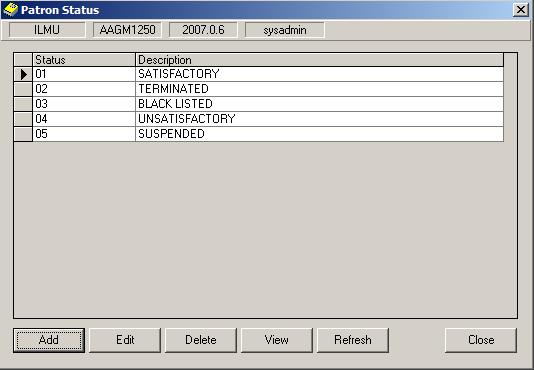 Patron Status
ILMU AAGM1250 2007.0.6 sysadmin
Status Description
01 SATISFACTORY
02 TERMINATED
03 BLACK LISTED
04 UNSATISFACTORY
05 SUSPENDED
Add Edit Delete View Refresh Close